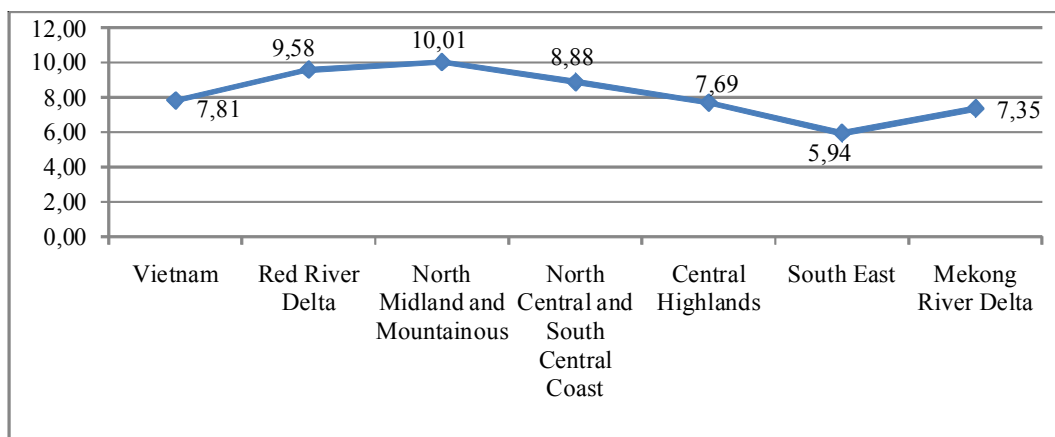 12,00
10,00
8,00
6,00
4,00
2,00
0,00
7,81
9,58
10,01
8,88
7,69
5,94
7,35
Vietnam
Red River
Delta
North
Midland and
Mountainous
North
Central and
South
Central
Coast
Central
Highlands
South East
Mekong
River Delta